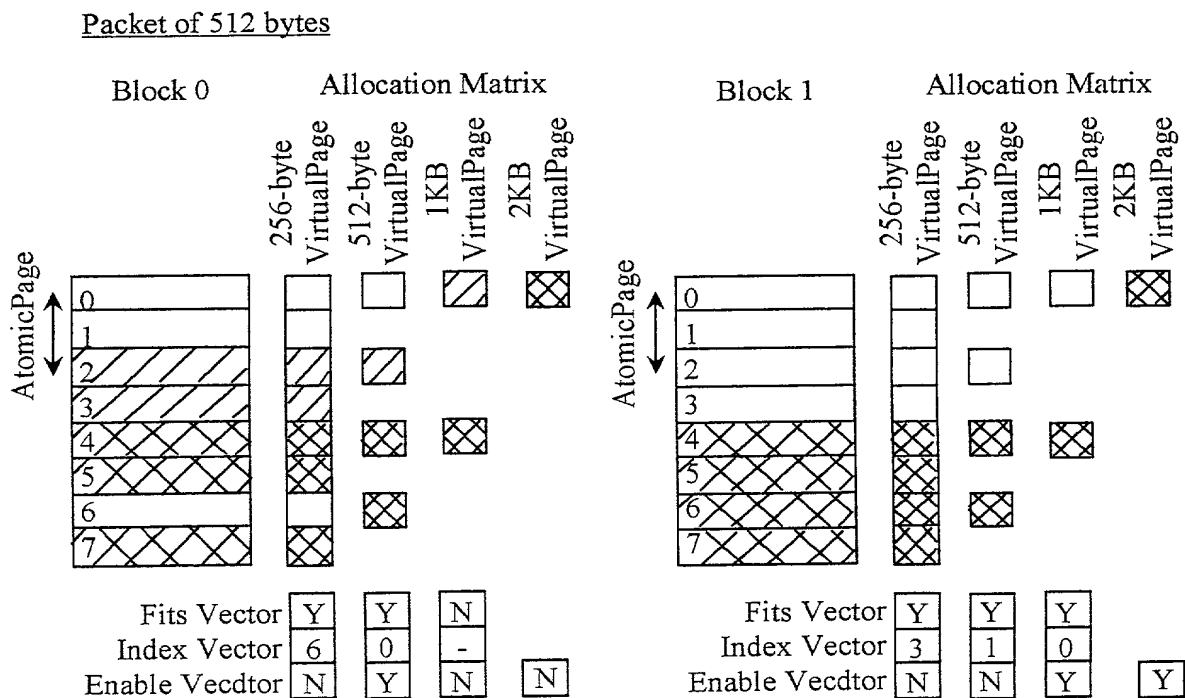 Packet of 512 bytes
Block 0
Allocation Matrix
256-byte
VirtualPage
512-byte
VirtualPage
1KB
VirtualPage
2KB
VirtualPage
AtomicPage
0
1
2
3
4
5
6
7
Fits Vector Y Y N
Index Vector 6 0 -
Enable Vecdtor N Y N N
Block 1
Allocation Matrix
256-byte
VirtualPage
512-byte
VirtualPage
1KB
VirtualPage
2KB
VirtualPage
AtomicPage
0
1
2
3
4
5
6
7
Fits Vector Y Y Y
Index Vector 3 1 0
Enable Vecdtor N N Y Y